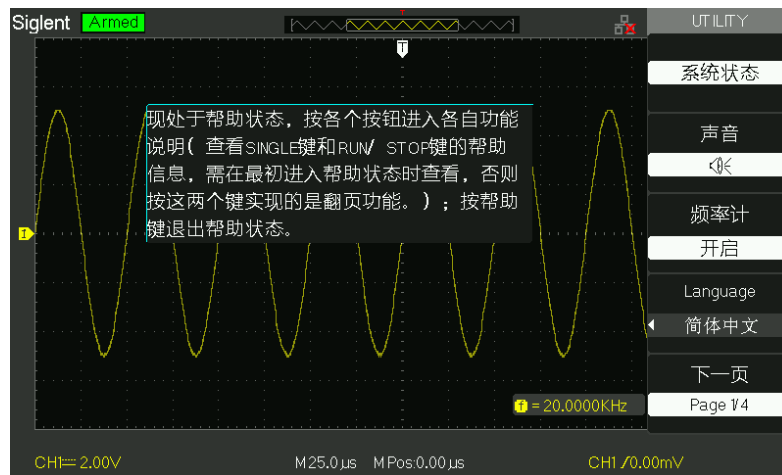 Siglent Armed T UTILITY
系统状态
现处于帮助状态，按各个按钮进入各自功能
说明( 查看SINGLE键和RUN/ STOP键的帮助
信息，需在最初进入帮助状态时查看，否则
按这两个键实现的是翻页功能。)；按帮助
键退出帮助状态。
声音
频率计
开启
Language
简体中文
下一页
Page 1/4
f = 20.0000KHz
CH1 2.00V M 25.0μs M Pos:0.00μs CH1 /0.00mV